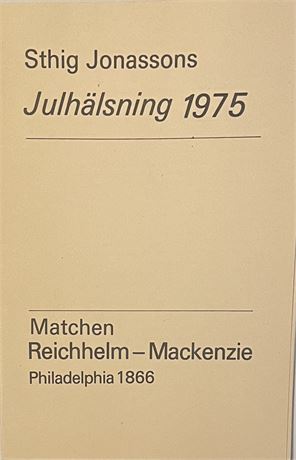 Sthig Jonassons
Julhälsning 1975
Matchen
Reichhelm – Mackenzie
Philadelphia 1866